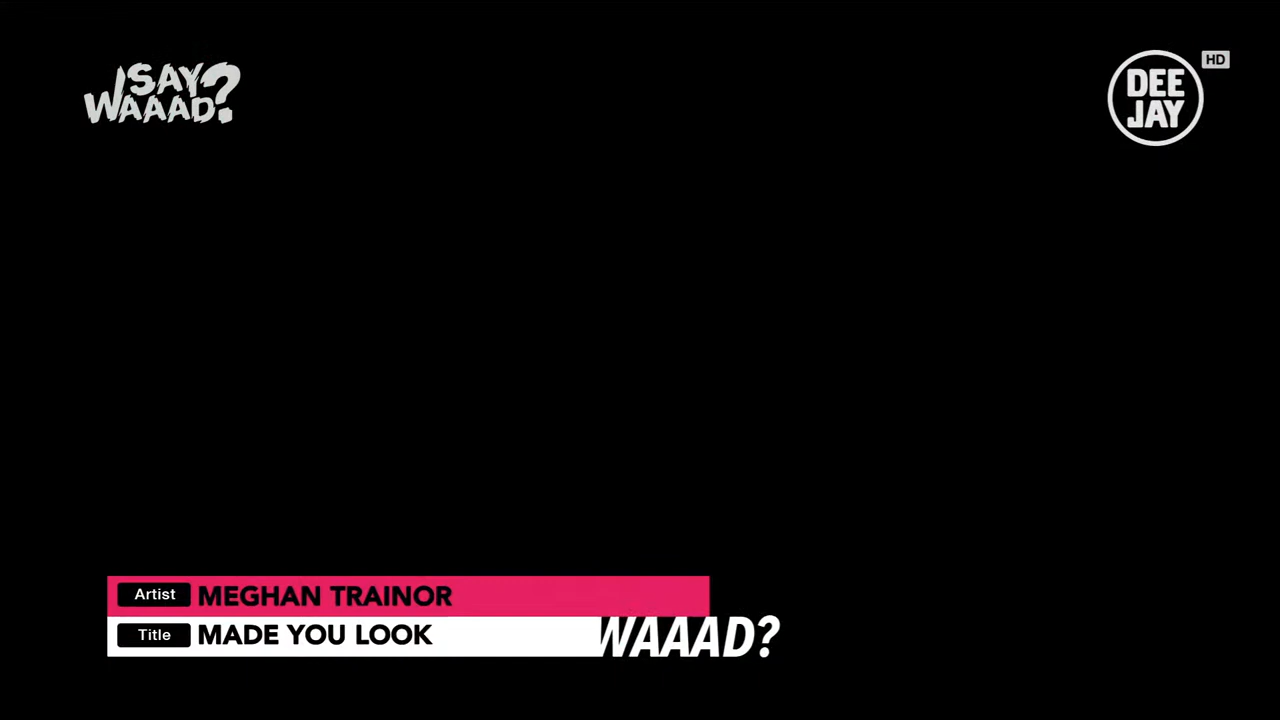 SAY
WAAAD?
DEE
JAY
HD
Artist MEGHAN TRAINOR
Title MADE YOU LOOK
WAAAD?